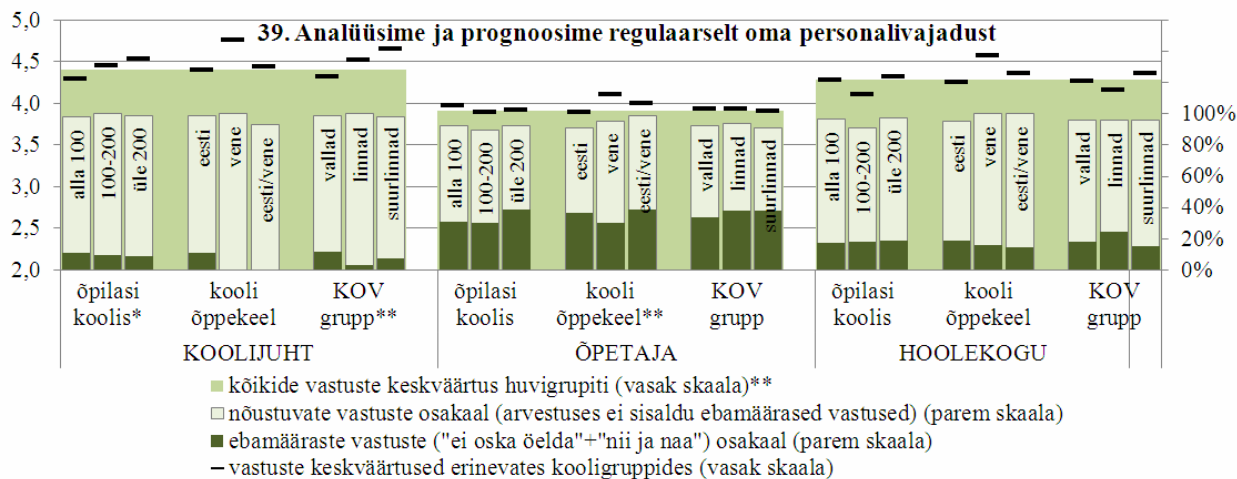 39. Analüüsime ja prognoosime regulaarselt oma personalivajadust
5,0
4,5
4,0
3,5
3,0
2,5
2,0
100%
80%
60%
40%
20%
0%
alla 100
100-200
üle 200
eesti
vene
eesti/vene
vallad
linnad
suurlinnad
alla 100
100-200
üle 200
eesti
vene
eesti/vene
vallad
linnad
suurlinnad
alla 100
100-200
üle 200
eesti
vene
eesti/vene
vallad
linnad
suurlinnad
õpilasi koolis*
kooli õppekeel
KOV grupp**
õpilasi koolis
kooli õppekeel**
KOV grupp
õpilasi koolis
kooli õppekeel
KOV grupp
KOOLIJUHT
ÕPETAJA
HOOLEKOGU
kõikide vastuste keskväärtus huvigrupiti (vasak skaala)**
nõustuvate vastuste osakaal (arvestuses ei sisaldu ebamäärased vastused) (parem skaala)
ebamääraste vastuste ("ei oska öelda"+"nii ja naa") osakaal (parem skaala)
vastuste keskväärtused erinevates kooligruppides (vasak skaala)